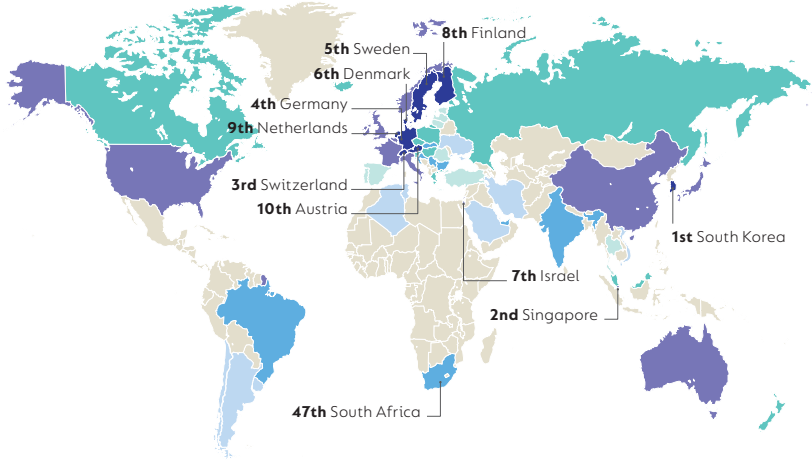 8th Finland
5th Sweden
6th Denmark
4th Germany
9th Netherlands
3rd Switzerland
10th Austria
1st South Korea
7th Israel
2nd Singapore
47th South Africa